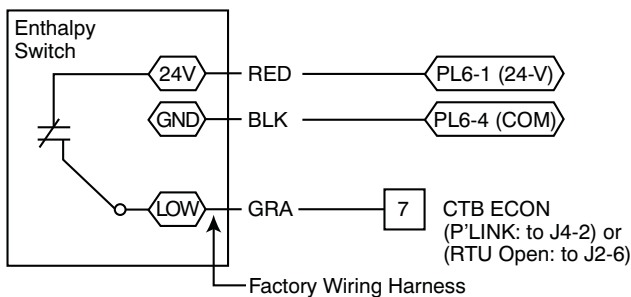 Enthalpy
Switch
24V RED PL6-1 (24-V)
GND BLK PL6-4 (COM)
LOW GRA 7 CTB ECON
(P'LINK: to J4-2) or
(RTU Open: to J2-6)
Factory Wiring Harness